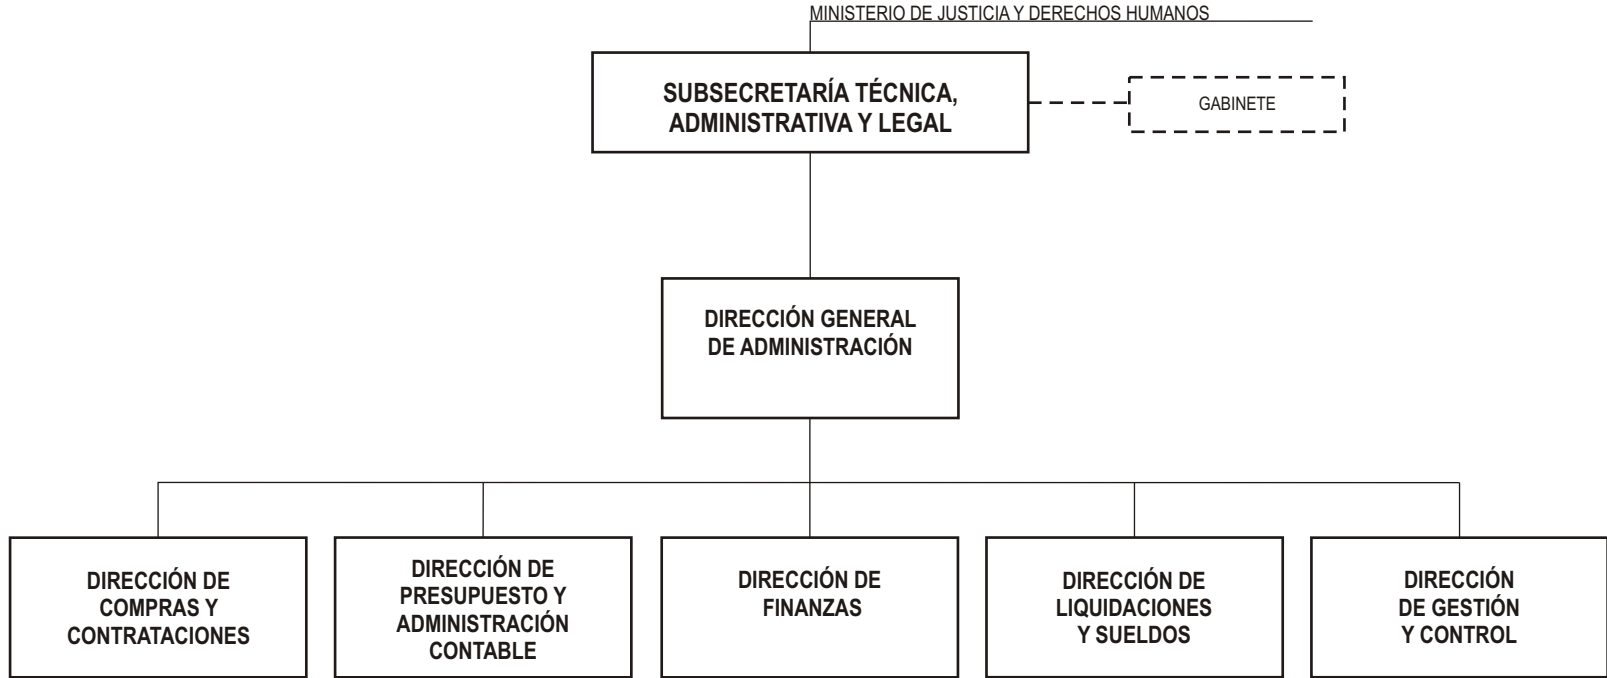 MINISTERIO DE JUSTICIA Y DERECHOS HUMANOS
SUBSECRETARÍA TÉCNICA,
ADMINISTRATIVA Y LEGAL
GABINETE
DIRECCIÓN GENERAL
DE ADMINISTRACIÓN
DIRECCIÓN DE
COMPRAS Y
CONTRATACIONES
DIRECCIÓN DE
PRESUPUESTO Y
ADMINISTRACIÓN
CONTABLE
DIRECCIÓN DE
FINANZAS
DIRECCIÓN DE
LIQUIDACIONES
Y SUELDOS
DIRECCIÓN
DE GESTIÓN
Y CONTROL